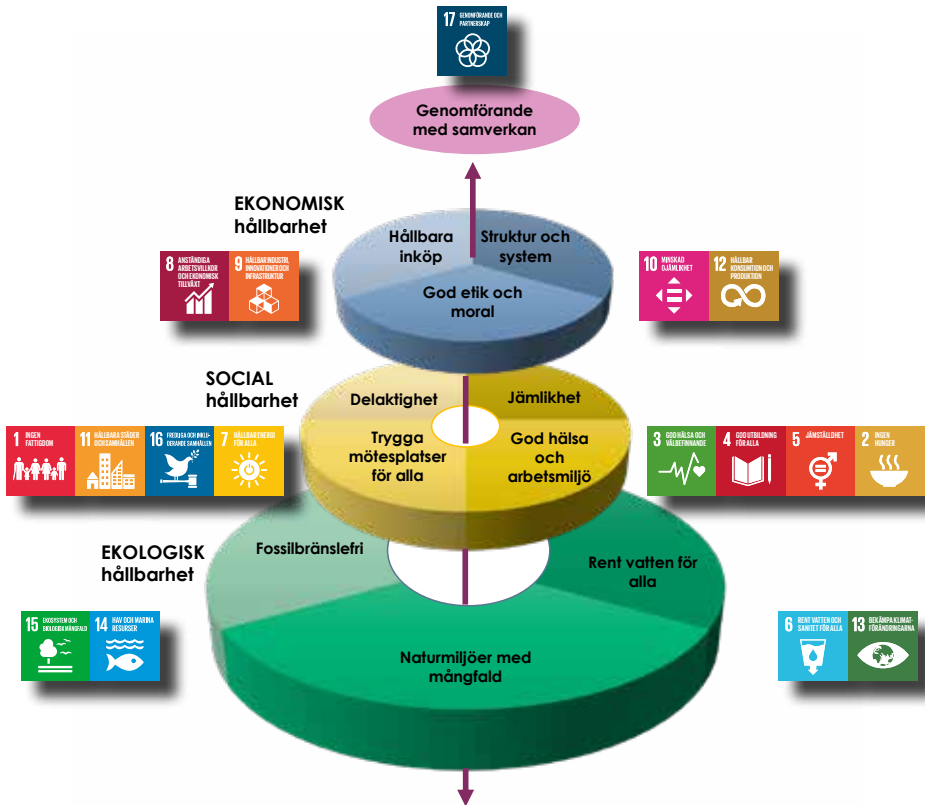 17 GENOMFÖRANDE OCH
PARTNERSKAP
Genomförande
med samverkan
EKONOMISK
hållbarhet
Hållbara
inköp
Struktur och
system
God etik och
moral
8 ANSTÄNDIGA
ARBETSVILLKOR
OCH EKONOMISK
TILLVÄXT
9 HÅLLBAR INDUSTRI,
INNOVATIONER OCH
INFRASTRUKTUR
10 MINSKAD
OJÄMLIKHET
12 HÅLLBAR
KONSUMTION OCH
PRODUKTION
SOCIAL
hållbarhet
Delaktighet
Jämlikhet
Trygga
mötesplatser
för alla
God hälsa
och
arbetsmiljö
1 INGEN
FATTIGDOM
11 HÅLLBARA STÄDER
OCH SAMHÄLLEN
16 FREDLIGA OCH INKLU-
DERANDE SAMHÄLLEN
7 HÅLLBAR ENERGI
FÖR ALLA
3 GOD HÄLSA OCH
VÄLBEFINNANDE
4 GOD UTBILDNING
FÖR ALLA
5 JÄMSTÄLLDHET
2 INGEN
HUNGER
EKOLOGISK
hållbarhet
Fossilbränslefri
Rent vatten för
alla
Naturmiljöer med
mångfald
15 EKOSYSTEM OCH
BIOLOGISK MÅNGFALD
14 HAV OCH MARINA
RESURSER
6 RENT VATTEN OCH
SANITET FÖR ALLA
13 BEKÄMPA KLIMAT-
FÖRÄNDRINGARNA